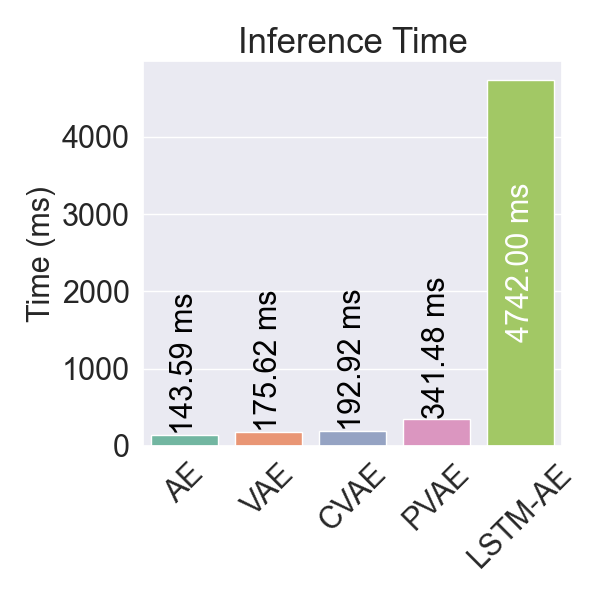 Inference Time
Time (ms)
4000
3000
2000
1000
0
143.59 ms
175.62 ms
192.92 ms
341.48 ms
4742.00 ms
AE
VAE
CVAE
PVAE
LSTM-AE